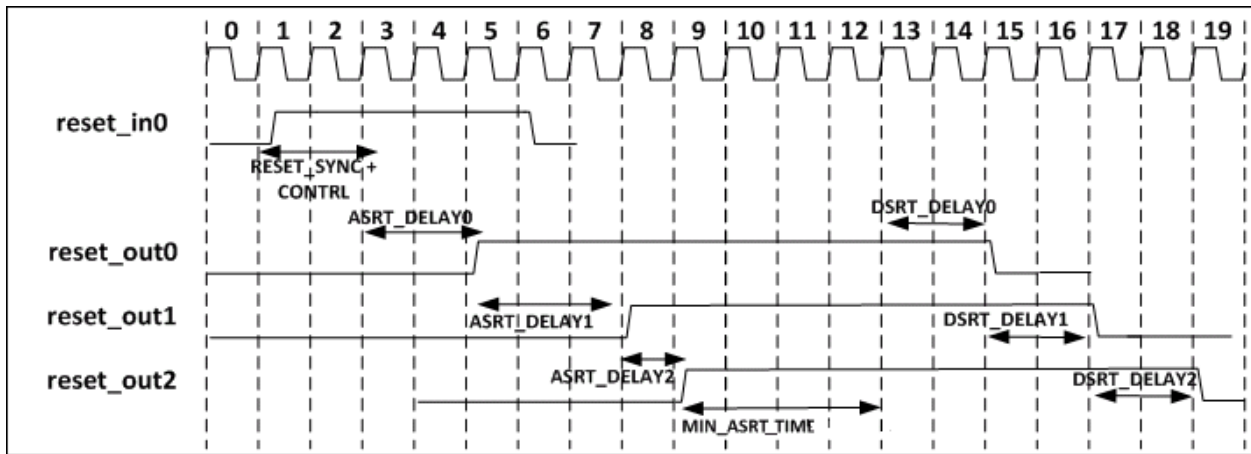 0 1 2 3 4 5 6 7 8 9 10 11 12 13 14 15 16 17 18 19
reset_in0
RESET_SYNC +
CONTRL
ASRT_DELAY0
DSRT_DELAY0
reset_out0
reset_out1
ASRT_DELAY1
DSRT_DELAY1
reset_out2
ASRT_DELAY2
DSRT_DELAY2
MIN_ASRT_TIME